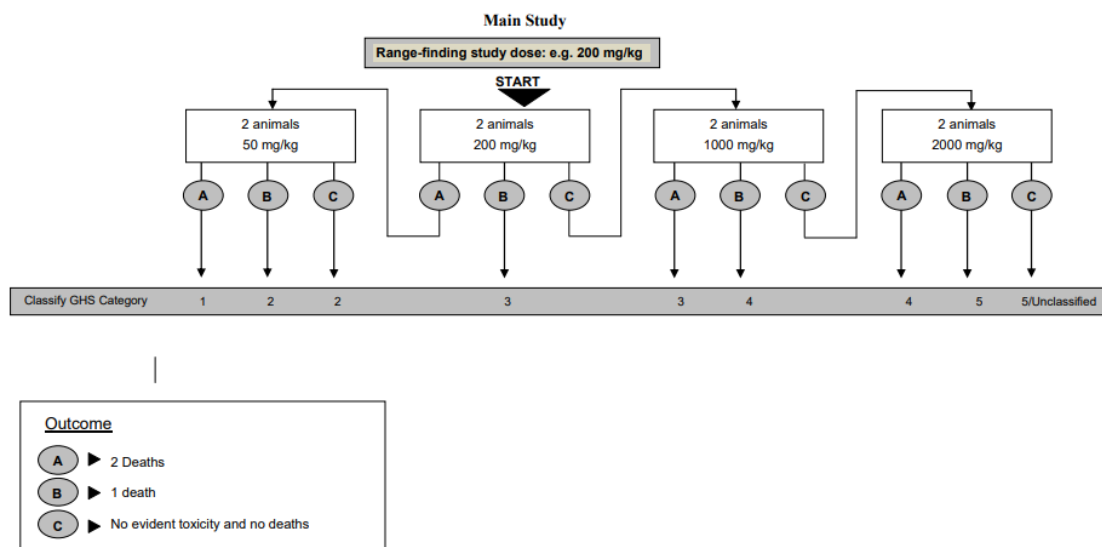 Main Study
Range-finding study dose: e.g. 200 mg/kg
START
2 animals
50 mg/kg
2 animals
200 mg/kg
2 animals
1000 mg/kg
2 animals
2000 mg/kg
A B C A B C A B C A B C
Classify GHS Category 1 2 2 3 3 4 4 5 5/Unclassified
Outcome
A 2 Deaths
B 1 death
C No evident toxicity and no deaths